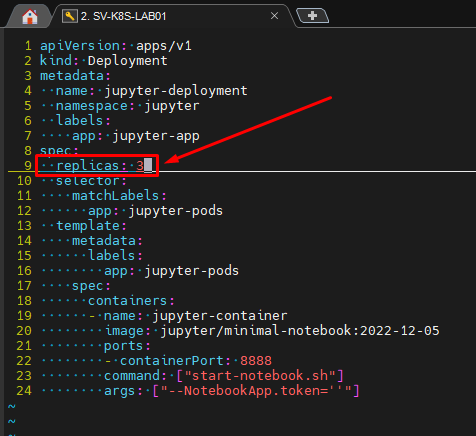 2. SV-K8S-LAB01
1 apiVersion: apps/v1
2 kind: Deployment
3 metadata:
4   name: jupyter-deployment
5   namespace: jupyter
6   labels:
7     app: jupyter-app
8 spec:
9   replicas: 3
10   selector:
11     matchLabels:
12       app: jupyter-pods
13   template:
14     metadata:
15       labels:
16         app: jupyter-pods
17     spec:
18       containers:
19       - name: jupyter-container
20         image: jupyter/minimal-notebook:2022-12-05
21         ports:
22         - containerPort: 8888
23         command: ["start-notebook.sh"]
24         args: ["--NotebookApp.token=''"]
~
~